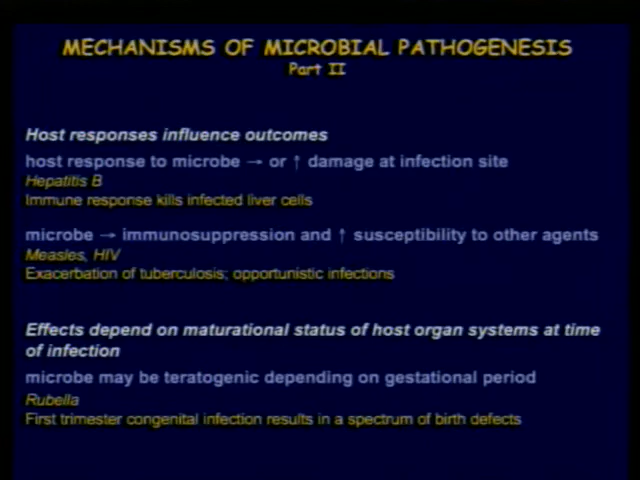 MECHANISMS OF MICROBIAL PATHOGENESIS
Part II
Host responses influence outcomes
host response to microbe → or ↑ damage at infection site
Hepatitis B
Immune response kills infected liver cells
microbe → immunosuppression and ↑ susceptibility to other agents
Measles, HIV
Exacerbation of tuberculosis; opportunistic infections
Effects depend on maturational status of host organ systems at time
of infection
microbe may be teratogenic depending on gestational period
Rubella
First trimester congenital infection results in a spectrum of birth defects